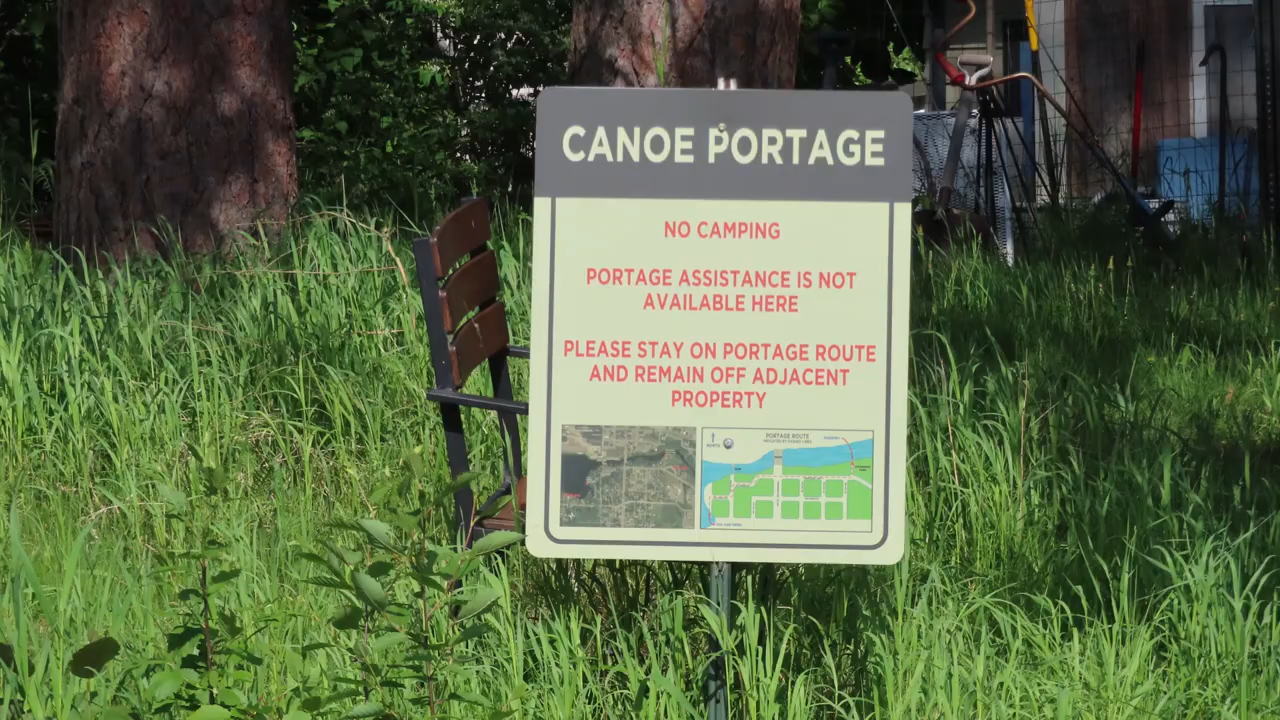 CANOE PORTAGE
NO CAMPING
PORTAGE ASSISTANCE IS NOT
AVAILABLE HERE
PLEASE STAY ON PORTAGE ROUTE
AND REMAIN OFF ADJACENT
PROPERTY
PORTAGE ROUTE
NORTH